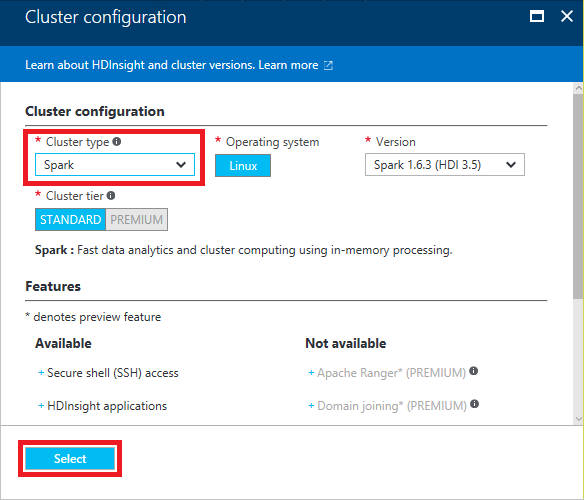 Cluster configuration
Learn about HDInsight and cluster versions. Learn more
Cluster configuration
* Cluster type
* Operating system
* Version
Spark
Linux
Spark 1.6.3 (HDI 3.5)
* Cluster tier
STANDARD PREMIUM
Spark : Fast data analytics and cluster computing using in-memory processing.
Features
* denotes preview feature
Available
Not available
+ Secure shell (SSH) access
+ Apache Ranger* (PREMIUM)
+ HDInsight applications
+ Domain joining* (PREMIUM)
Select